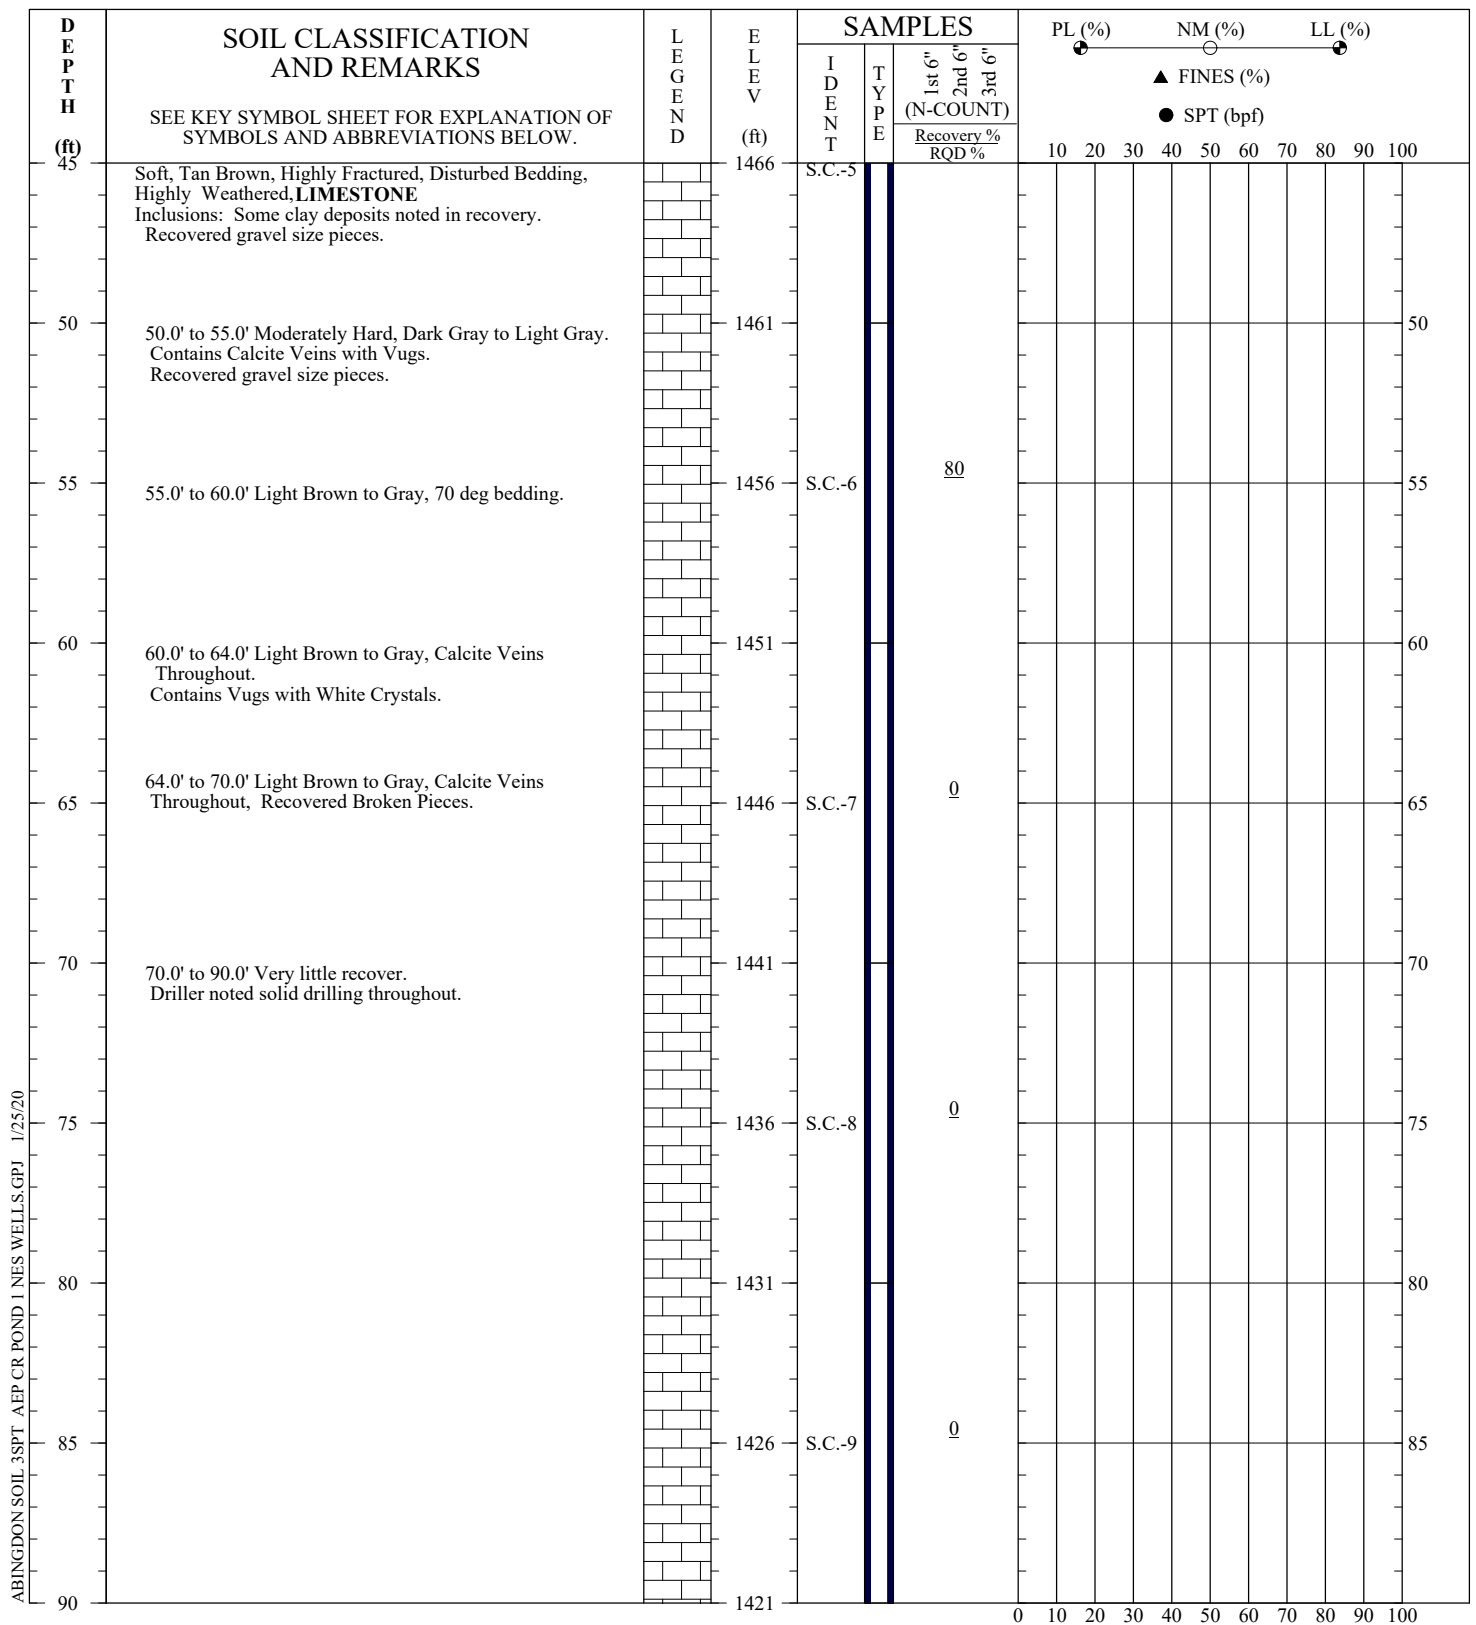 DEPTH
(ft)
SOIL CLASSIFICATION
AND REMARKS
SEE KEY SYMBOL SHEET FOR EXPLANATION OF
SYMBOLS AND ABBREVIATIONS BELOW.
LEGEND
ELEV
(ft)
SAMPLES
IDENT
TYPE
1st 6"
2nd 6"
3rd 6"
(N-COUNT)
Recovery %
RQD %
PL (%) NM (%) LL (%)
FINES (%)
SPT (bpf)
10 20 30 40 50 60 70 80 90 100
45
1466
S.C.-5
Soft, Tan Brown, Highly Fractured, Disturbed Bedding,
Highly Weathered, LIMESTONE
Inclusions: Some clay deposits noted in recovery.
Recovered gravel size pieces.
50
1461
50
50.0' to 55.0' Moderately Hard, Dark Gray to Light Gray.
Contains Calcite Veins with Vugs.
Recovered gravel size pieces.
80
55
1456
S.C.-6
55
55.0' to 60.0' Light Brown to Gray, 70 deg bedding.
60
1451
60
60.0' to 64.0' Light Brown to Gray, Calcite Veins
Throughout.
Contains Vugs with White Crystals.
64.0' to 70.0' Light Brown to Gray, Calcite Veins
Throughout, Recovered Broken Pieces.
0
65
1446
S.C.-7
65
70
1441
70
70.0' to 90.0' Very little recover.
Driller noted solid drilling throughout.
0
75
1436
S.C.-8
75
80
1431
80
0
85
1426
S.C.-9
85
90
1421
0 10 20 30 40 50 60 70 80 90 100
ABINGDON SOIL 3SPT AEP CR POND 1 NES WELLS.GPJ 1/25/20